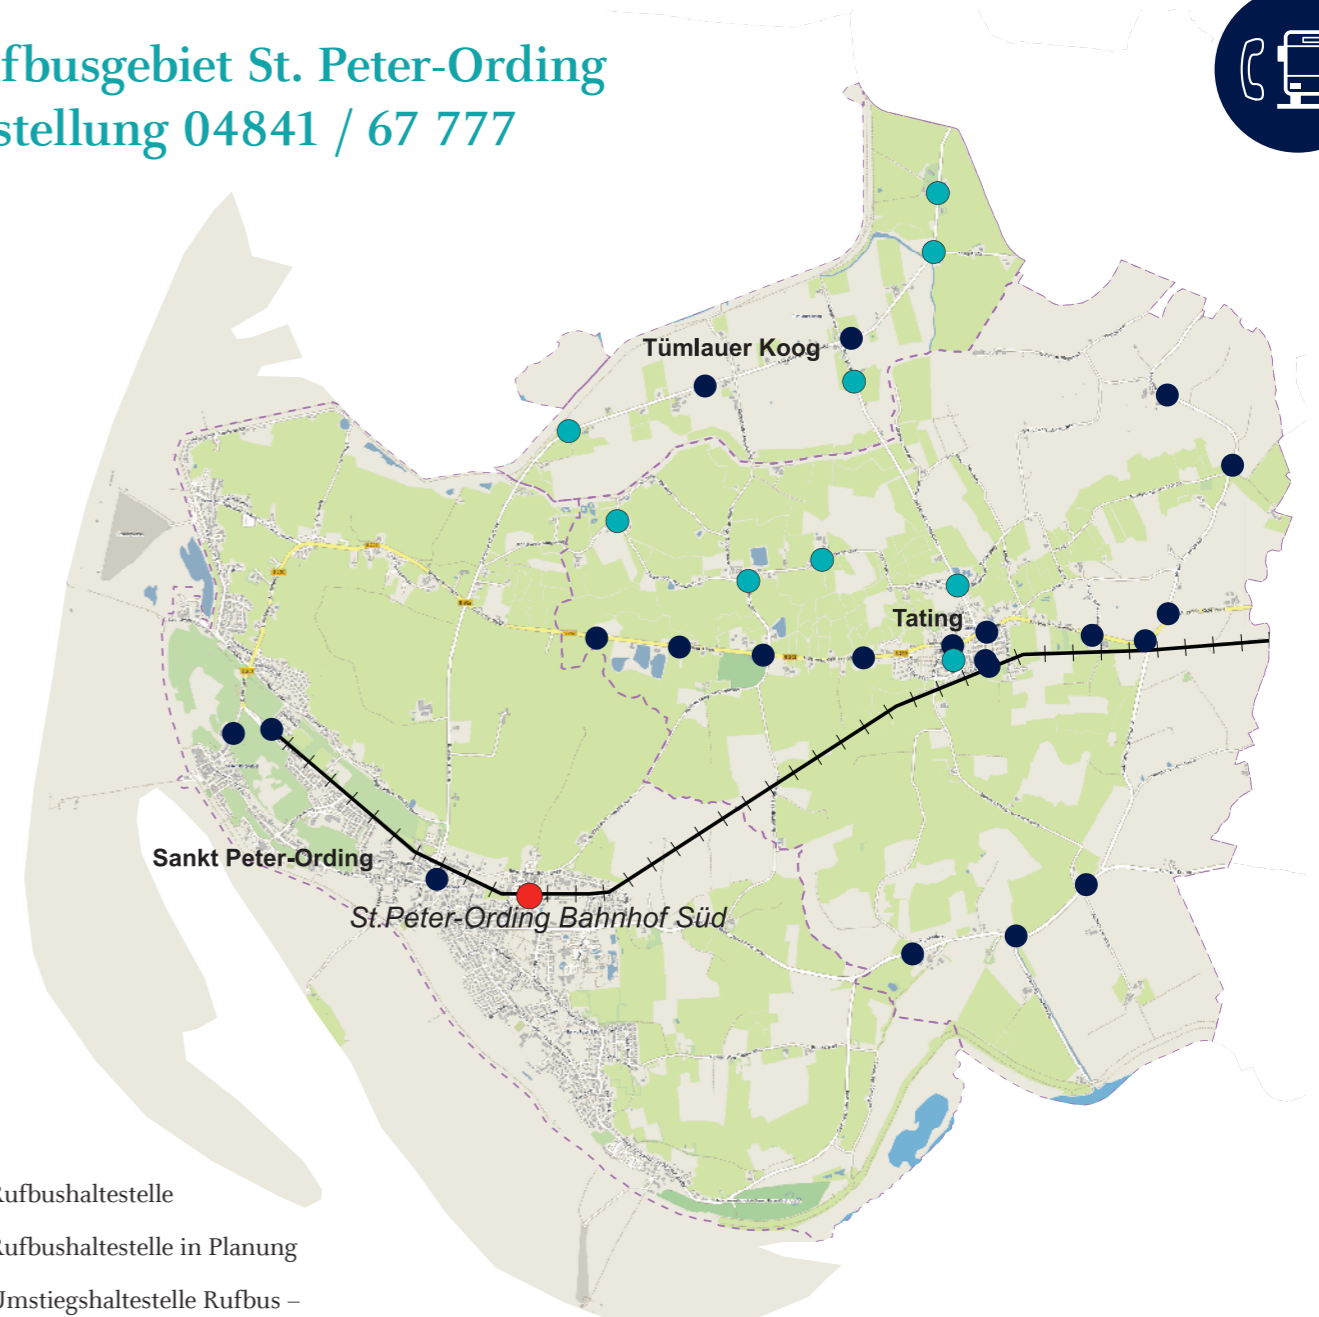 fbusgebiet St. Peter-Ording
stellung 04841 / 67 777
Tümlauer Koog
Tating
Sankt Peter-Ording
St.Peter-Ording Bahnhof Süd
Rufbushaltestelle
Rufbushaltestelle in Planung
Umstiegshaltestelle Rufbus –